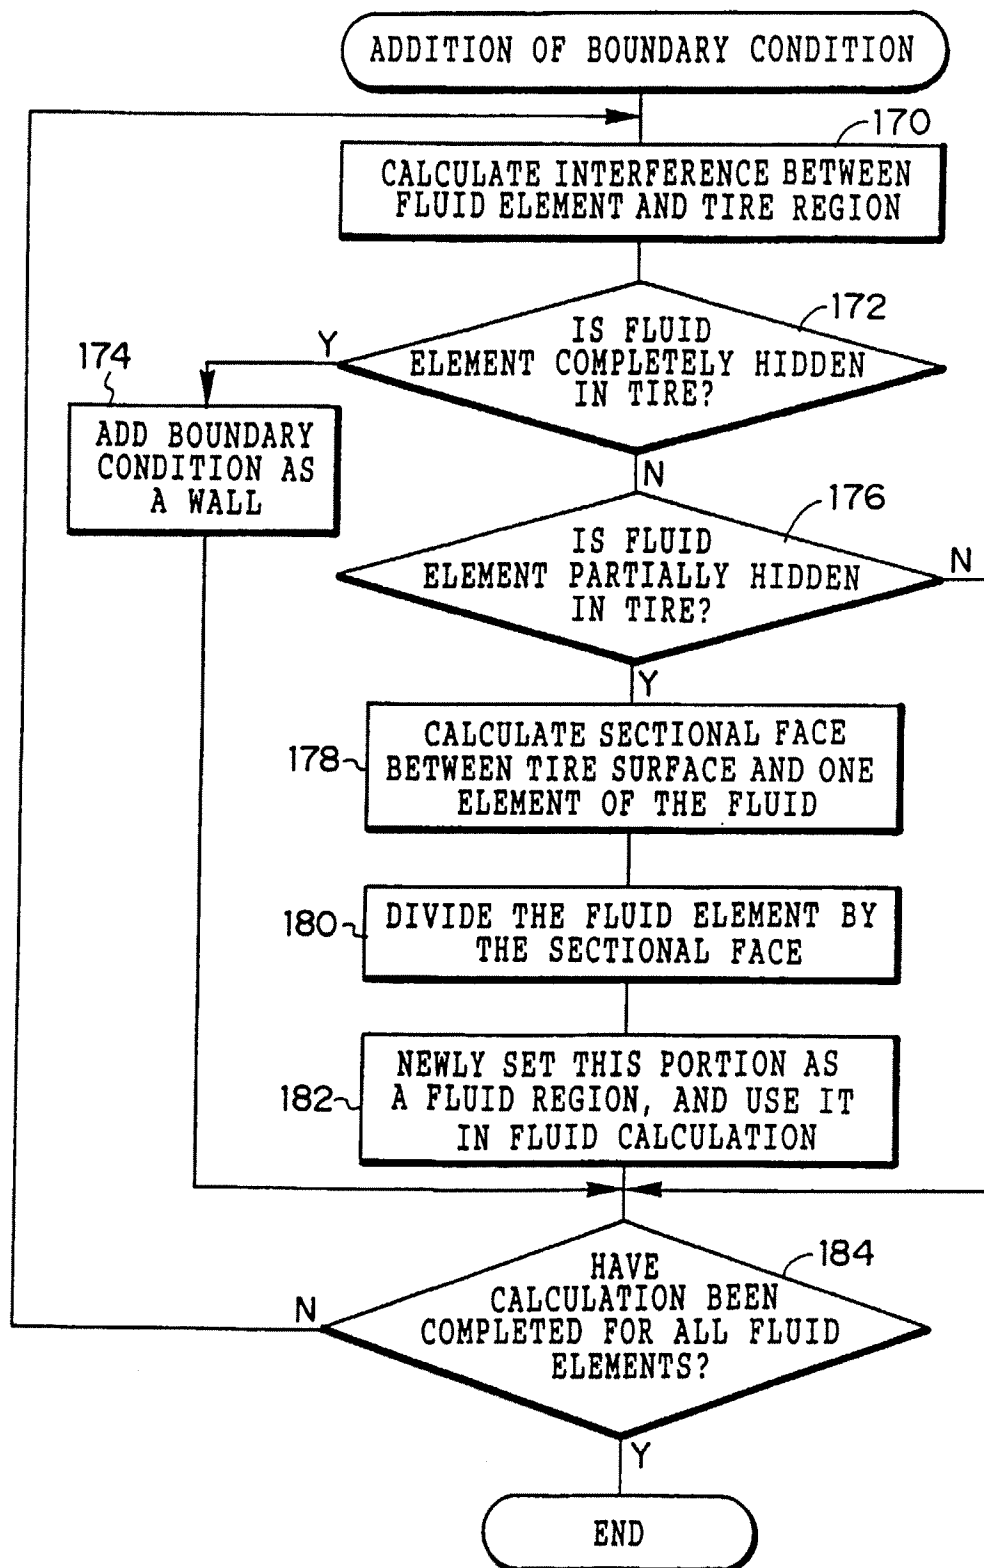 ADDITION OF BOUNDARY CONDITION
170
CALCULATE INTERFERENCE BETWEEN
FLUID ELEMENT AND TIRE REGION
172
IS FLUID
ELEMENT COMPLETELY HIDDEN
IN TIRE?
Y
174
ADD BOUNDARY
CONDITION AS
A WALL
N
176
IS FLUID
ELEMENT PARTIALLY HIDDEN
IN TIRE?
N
Y
178
CALCULATE SECTIONAL FACE
BETWEEN TIRE SURFACE AND ONE
ELEMENT OF THE FLUID
180
DIVIDE THE FLUID ELEMENT BY
THE SECTIONAL FACE
182
NEWLY SET THIS PORTION AS
A FLUID REGION, AND USE IT
IN FLUID CALCULATION
184
HAVE
CALCULATION BEEN
COMPLETED FOR ALL FLUID
ELEMENTS?
N
Y
END